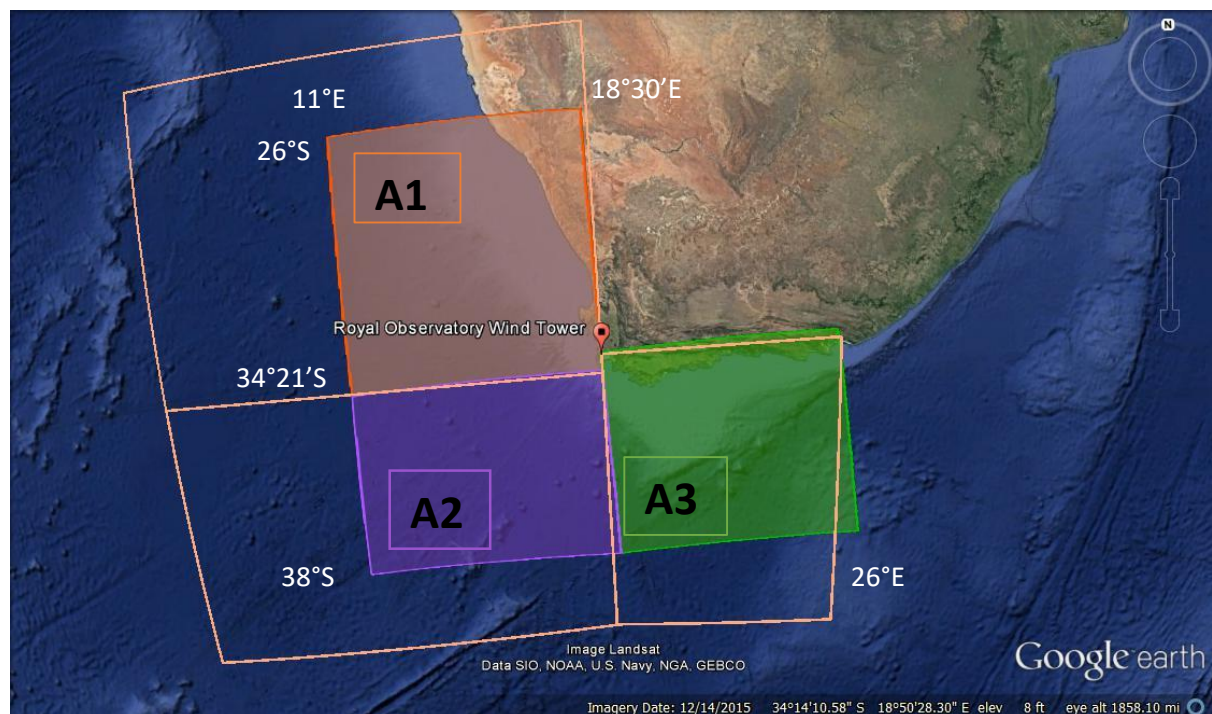 N
11°E
18°30’E
26°S
A1
Royal Observatory Wind Tower
34°21’S
A2
A3
38°S
26°E
Image Landsat
Data SIO, NOAA, U.S. Navy, NGA, GEBCO
Google earth
Imagery Date: 12/14/2015 34°14'10.58" S 18°50'28.30" E elev 8 ft eye alt 1858.10 mi